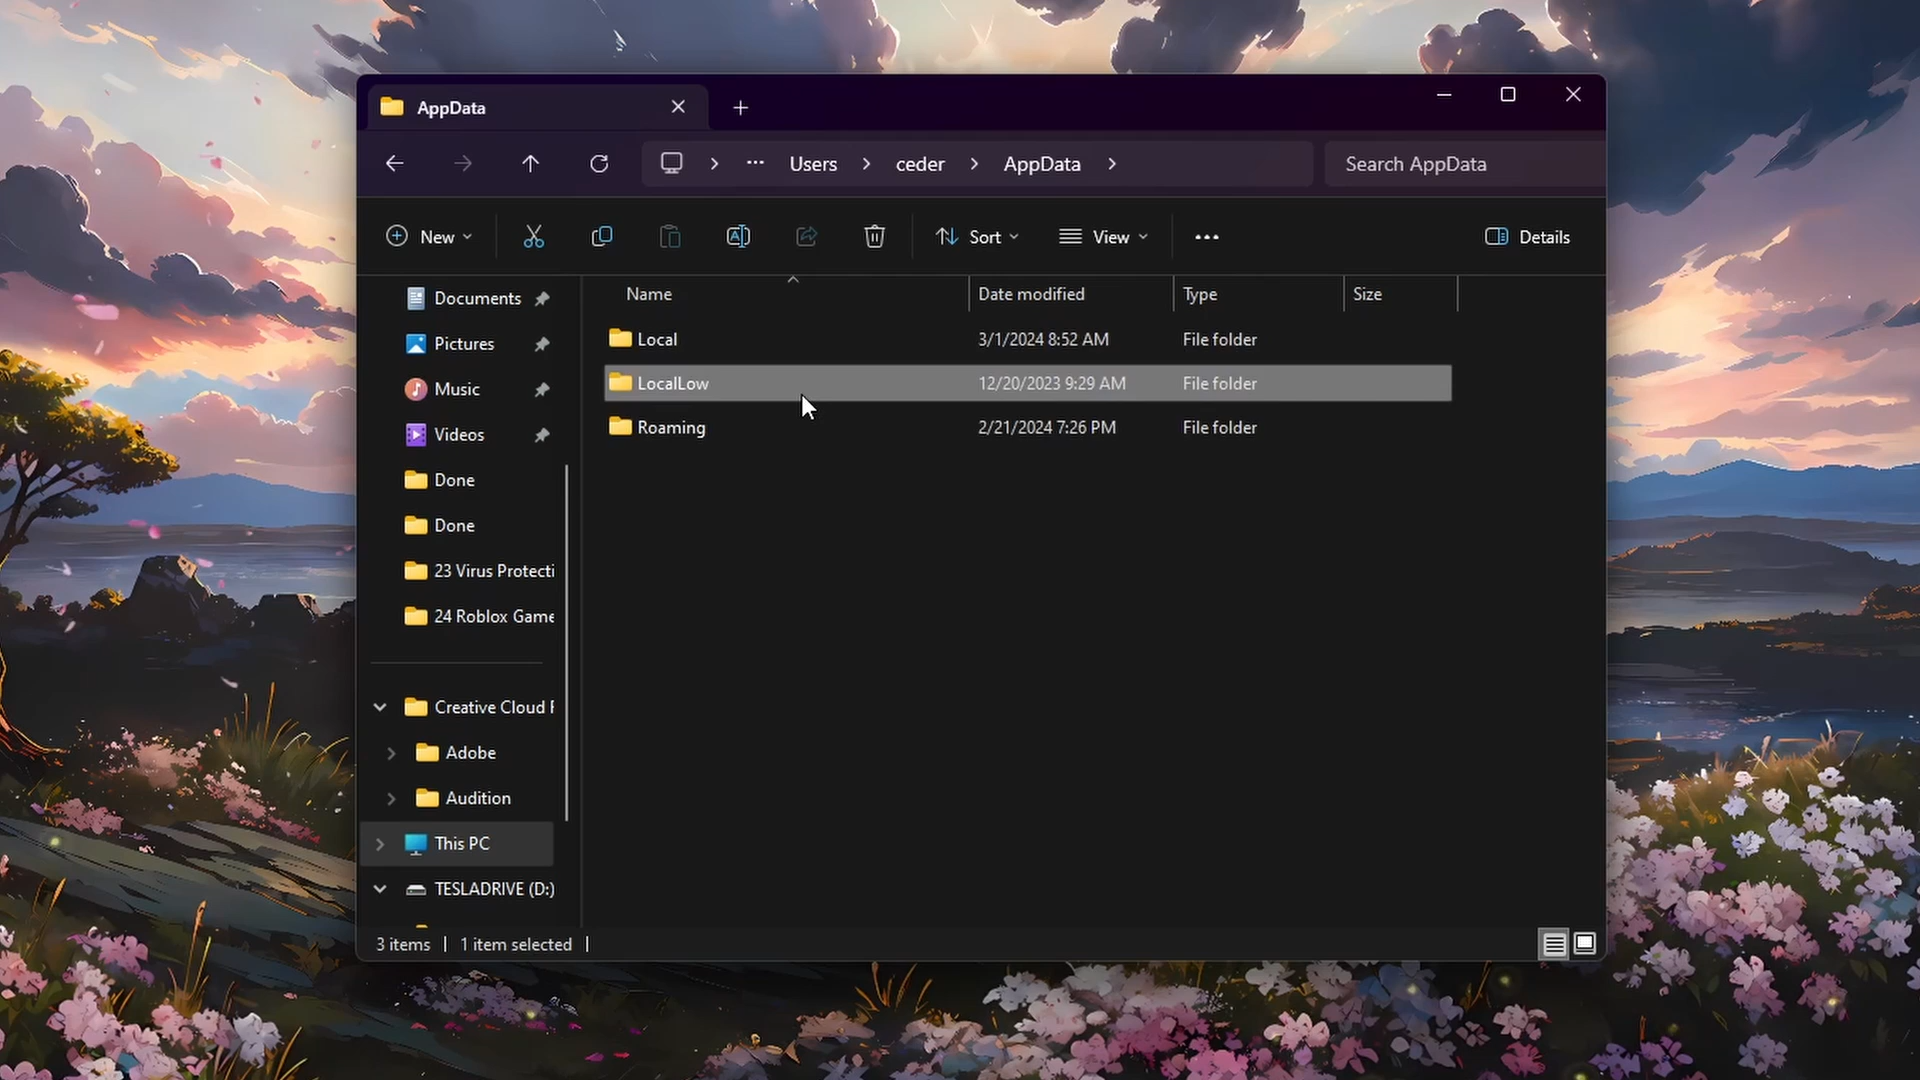 AppData
Users
ceder
AppData
Search AppData
New
Sort
View
Details
Name
Date modified
Type
Size
Documents
Pictures
Music
Videos
Done
Done
23 Virus Protecti
24 Roblox Game
Creative Cloud F
Adobe
Audition
This PC
TESLADRIVE (D:)
Local 3/1/2024 8:52 AM File folder
LocalLow 12/20/2023 9:29 AM File folder
Roaming 2/21/2024 7:26 PM File folder
3 items 1 item selected